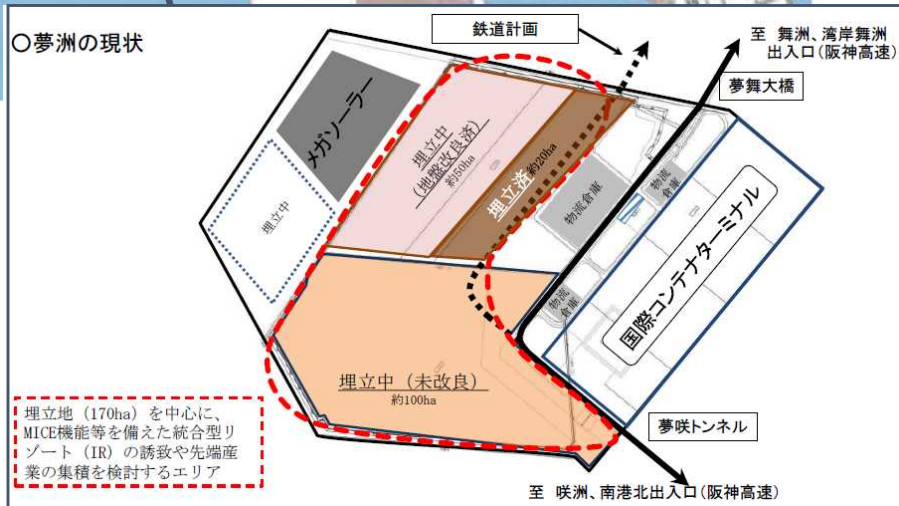 〇夢洲の現状
鉄道計画
至 舞洲、湾岸舞洲
出入口(阪神高速)
夢舞大橋
メガソーラー
埋立中
埋立中
(地盤改良済)
約50ha
埋立済約20ha
物流倉庫
物流
倉庫
物流
倉庫
国際コンテナターミナル
埋立中(未改良)
約100ha
夢咲トンネル
埋立地(170ha)を中心に、
MICE機能等を備えた統合型リ
ゾート(IR)の誘致や先端産
業の集積を検討するエリア
至 咲洲、南港北出入口(阪神高速)